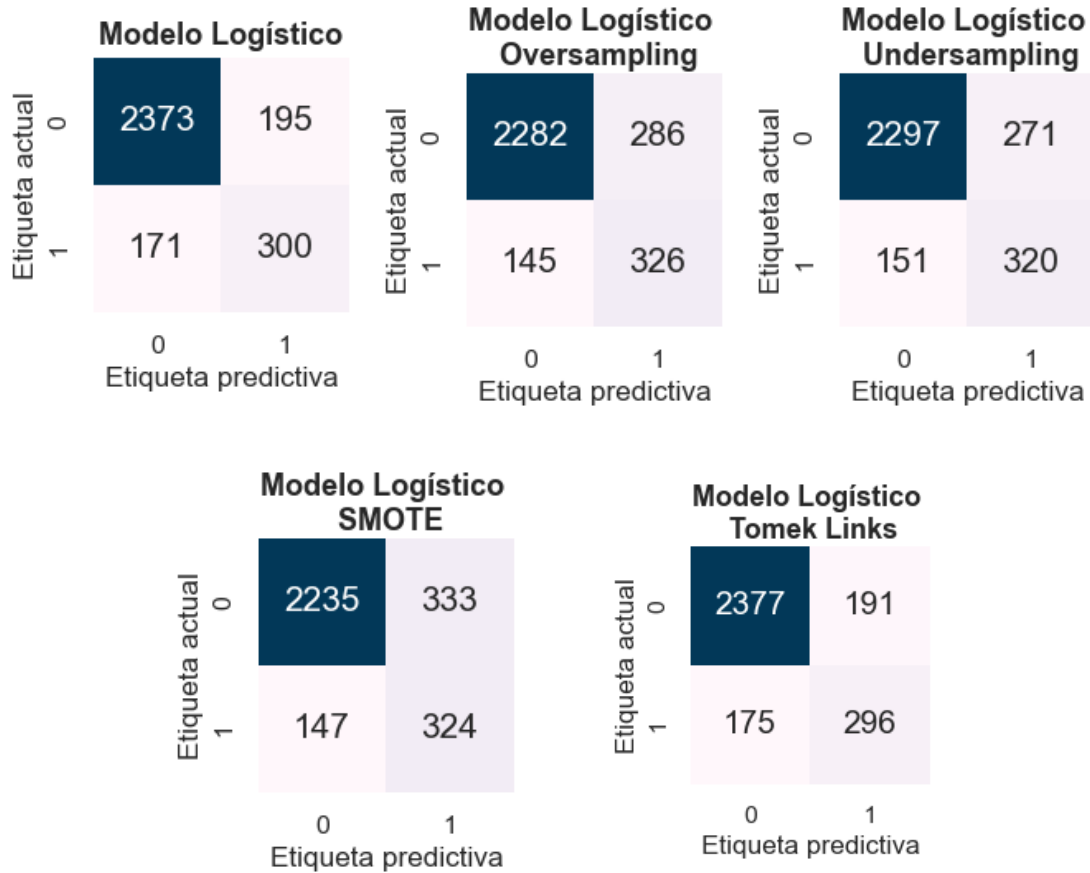 Modelo Logístico
Etiqueta actual
0
2373 195
1
171 300
0 1
Etiqueta predictiva
Modelo Logístico
Oversampling
Etiqueta actual
0
2282 286
1
145 326
0 1
Etiqueta predictiva
Modelo Logístico
Undersampling
Etiqueta actual
0
2297 271
1
151 320
0 1
Etiqueta predictiva
Modelo Logístico
SMOTE
Etiqueta actual
0
2235 333
1
147 324
0 1
Etiqueta predictiva
Modelo Logístico
Tomek Links
Etiqueta actual
0
2377 191
1
175 296
0 1
Etiqueta predictiva